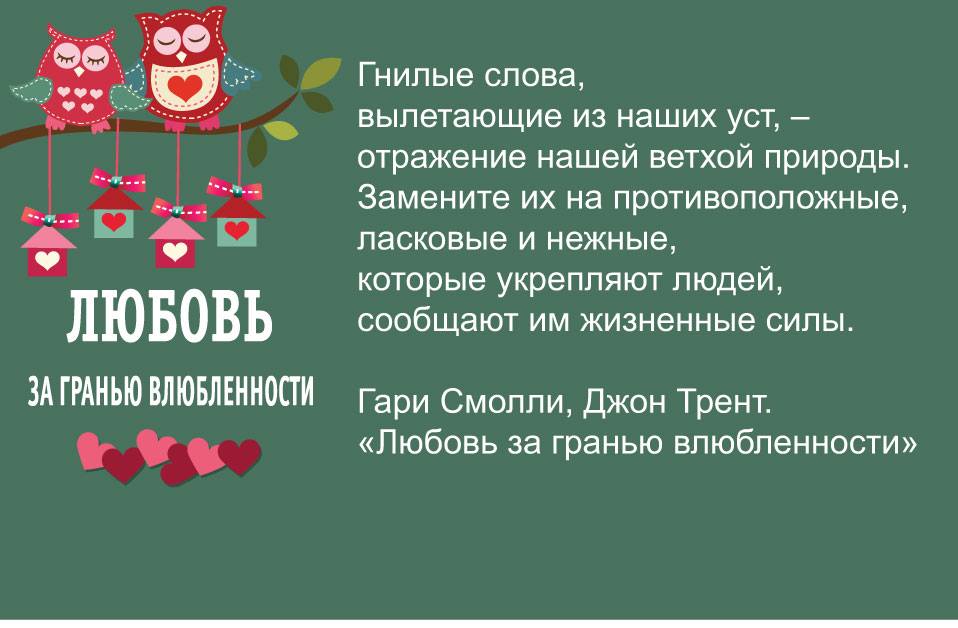 ЛЮБОВЬ
ЗА ГРАНЬЮ ВЛЮБЛЕННОСТИ
Гнилые слова,
вылетающие из наших уст, –
отражение нашей ветхой природы.
Замените их на противоположные,
ласковые и нежные,
которые укрепляют людей,
сообщают им жизненные силы.
Гари Смолли, Джон Трент.
«Любовь за гранью влюбленности»